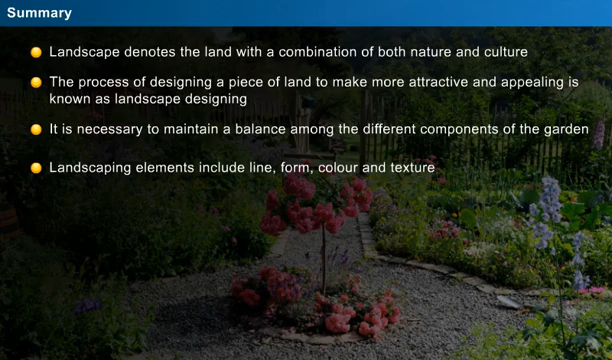 Summary
Landscape denotes the land with a combination of both nature and culture
The process of designing a piece of land to make more attractive and appealing is
known as landscape designing
It is necessary to maintain a balance among the different components of the garden
Landscaping elements include line, form, colour and texture